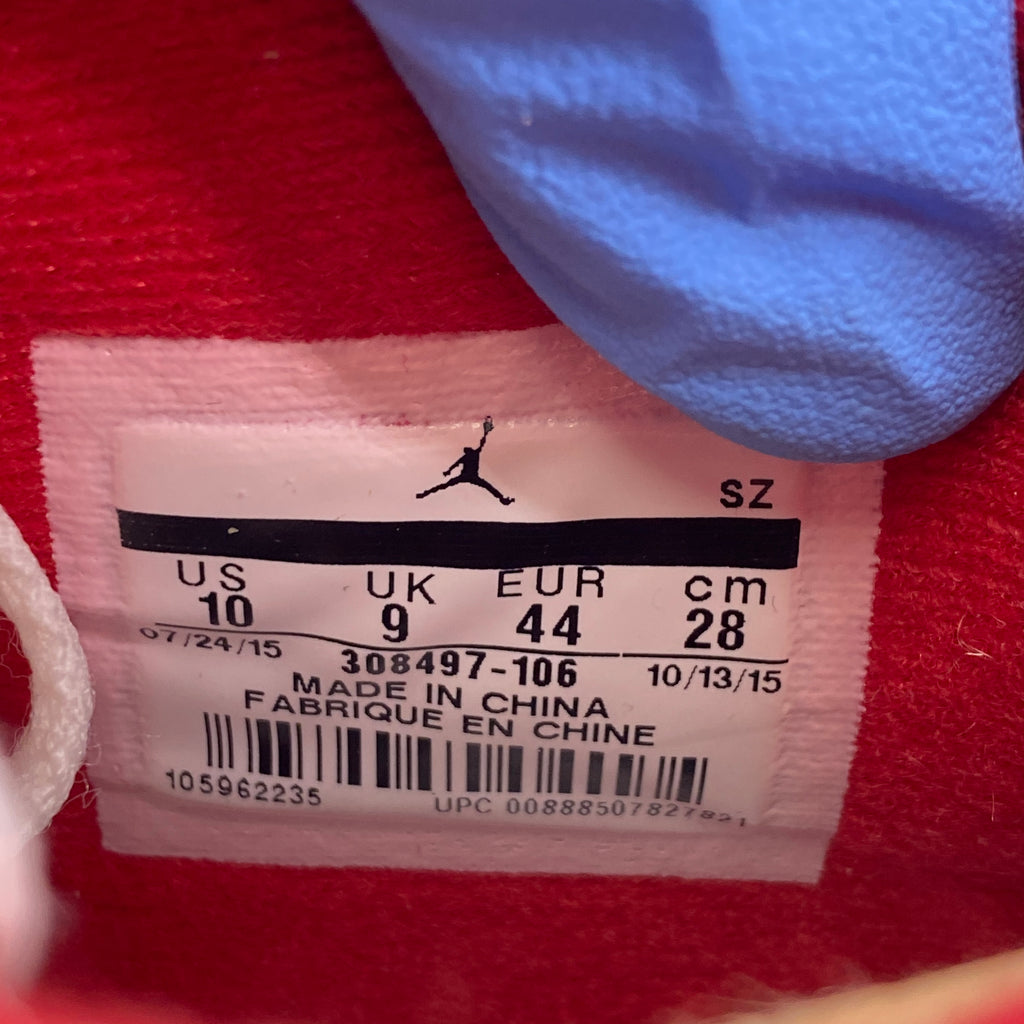 SZ
US UK EUR cm
10 9 44 28
07/24/15 308497-106 10/13/15
MADE IN CHINA
FABRIQUE EN CHINE
105962235 UPC 00888507827821